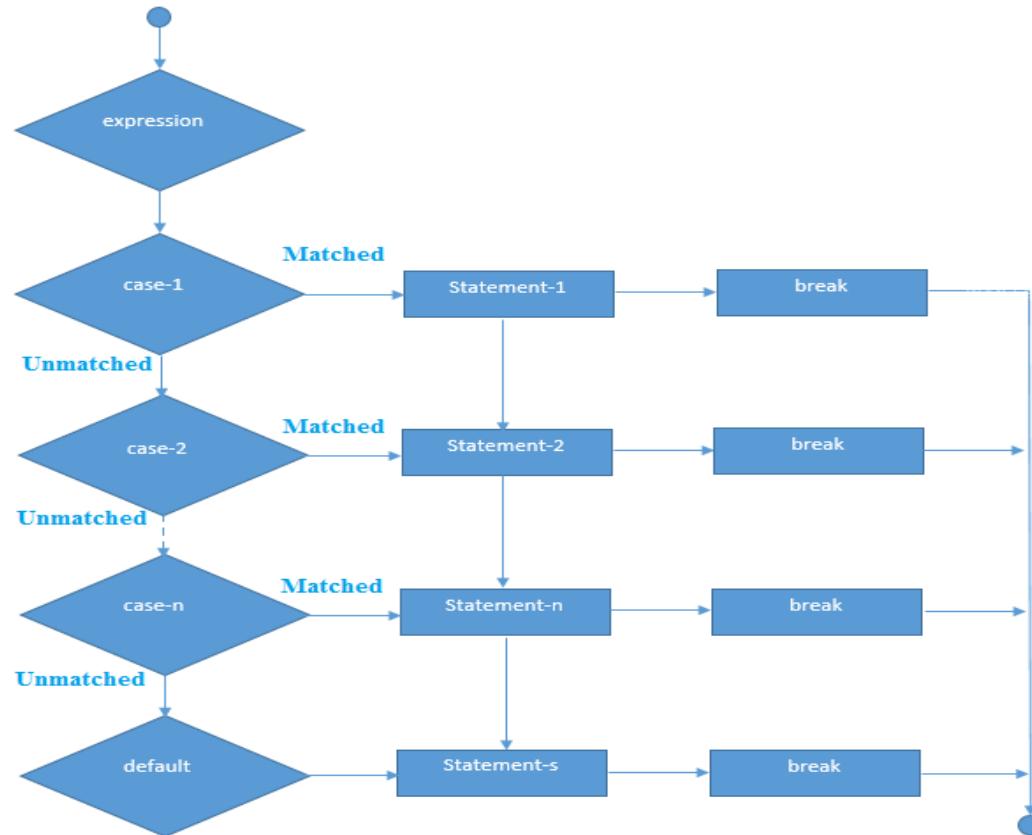 expression
Matched
case-1
Statement-1
break
Unmatched
Matched
case-2
Statement-2
break
Unmatched
Matched
case-n
Statement-n
break
Unmatched
default
Statement-s
break